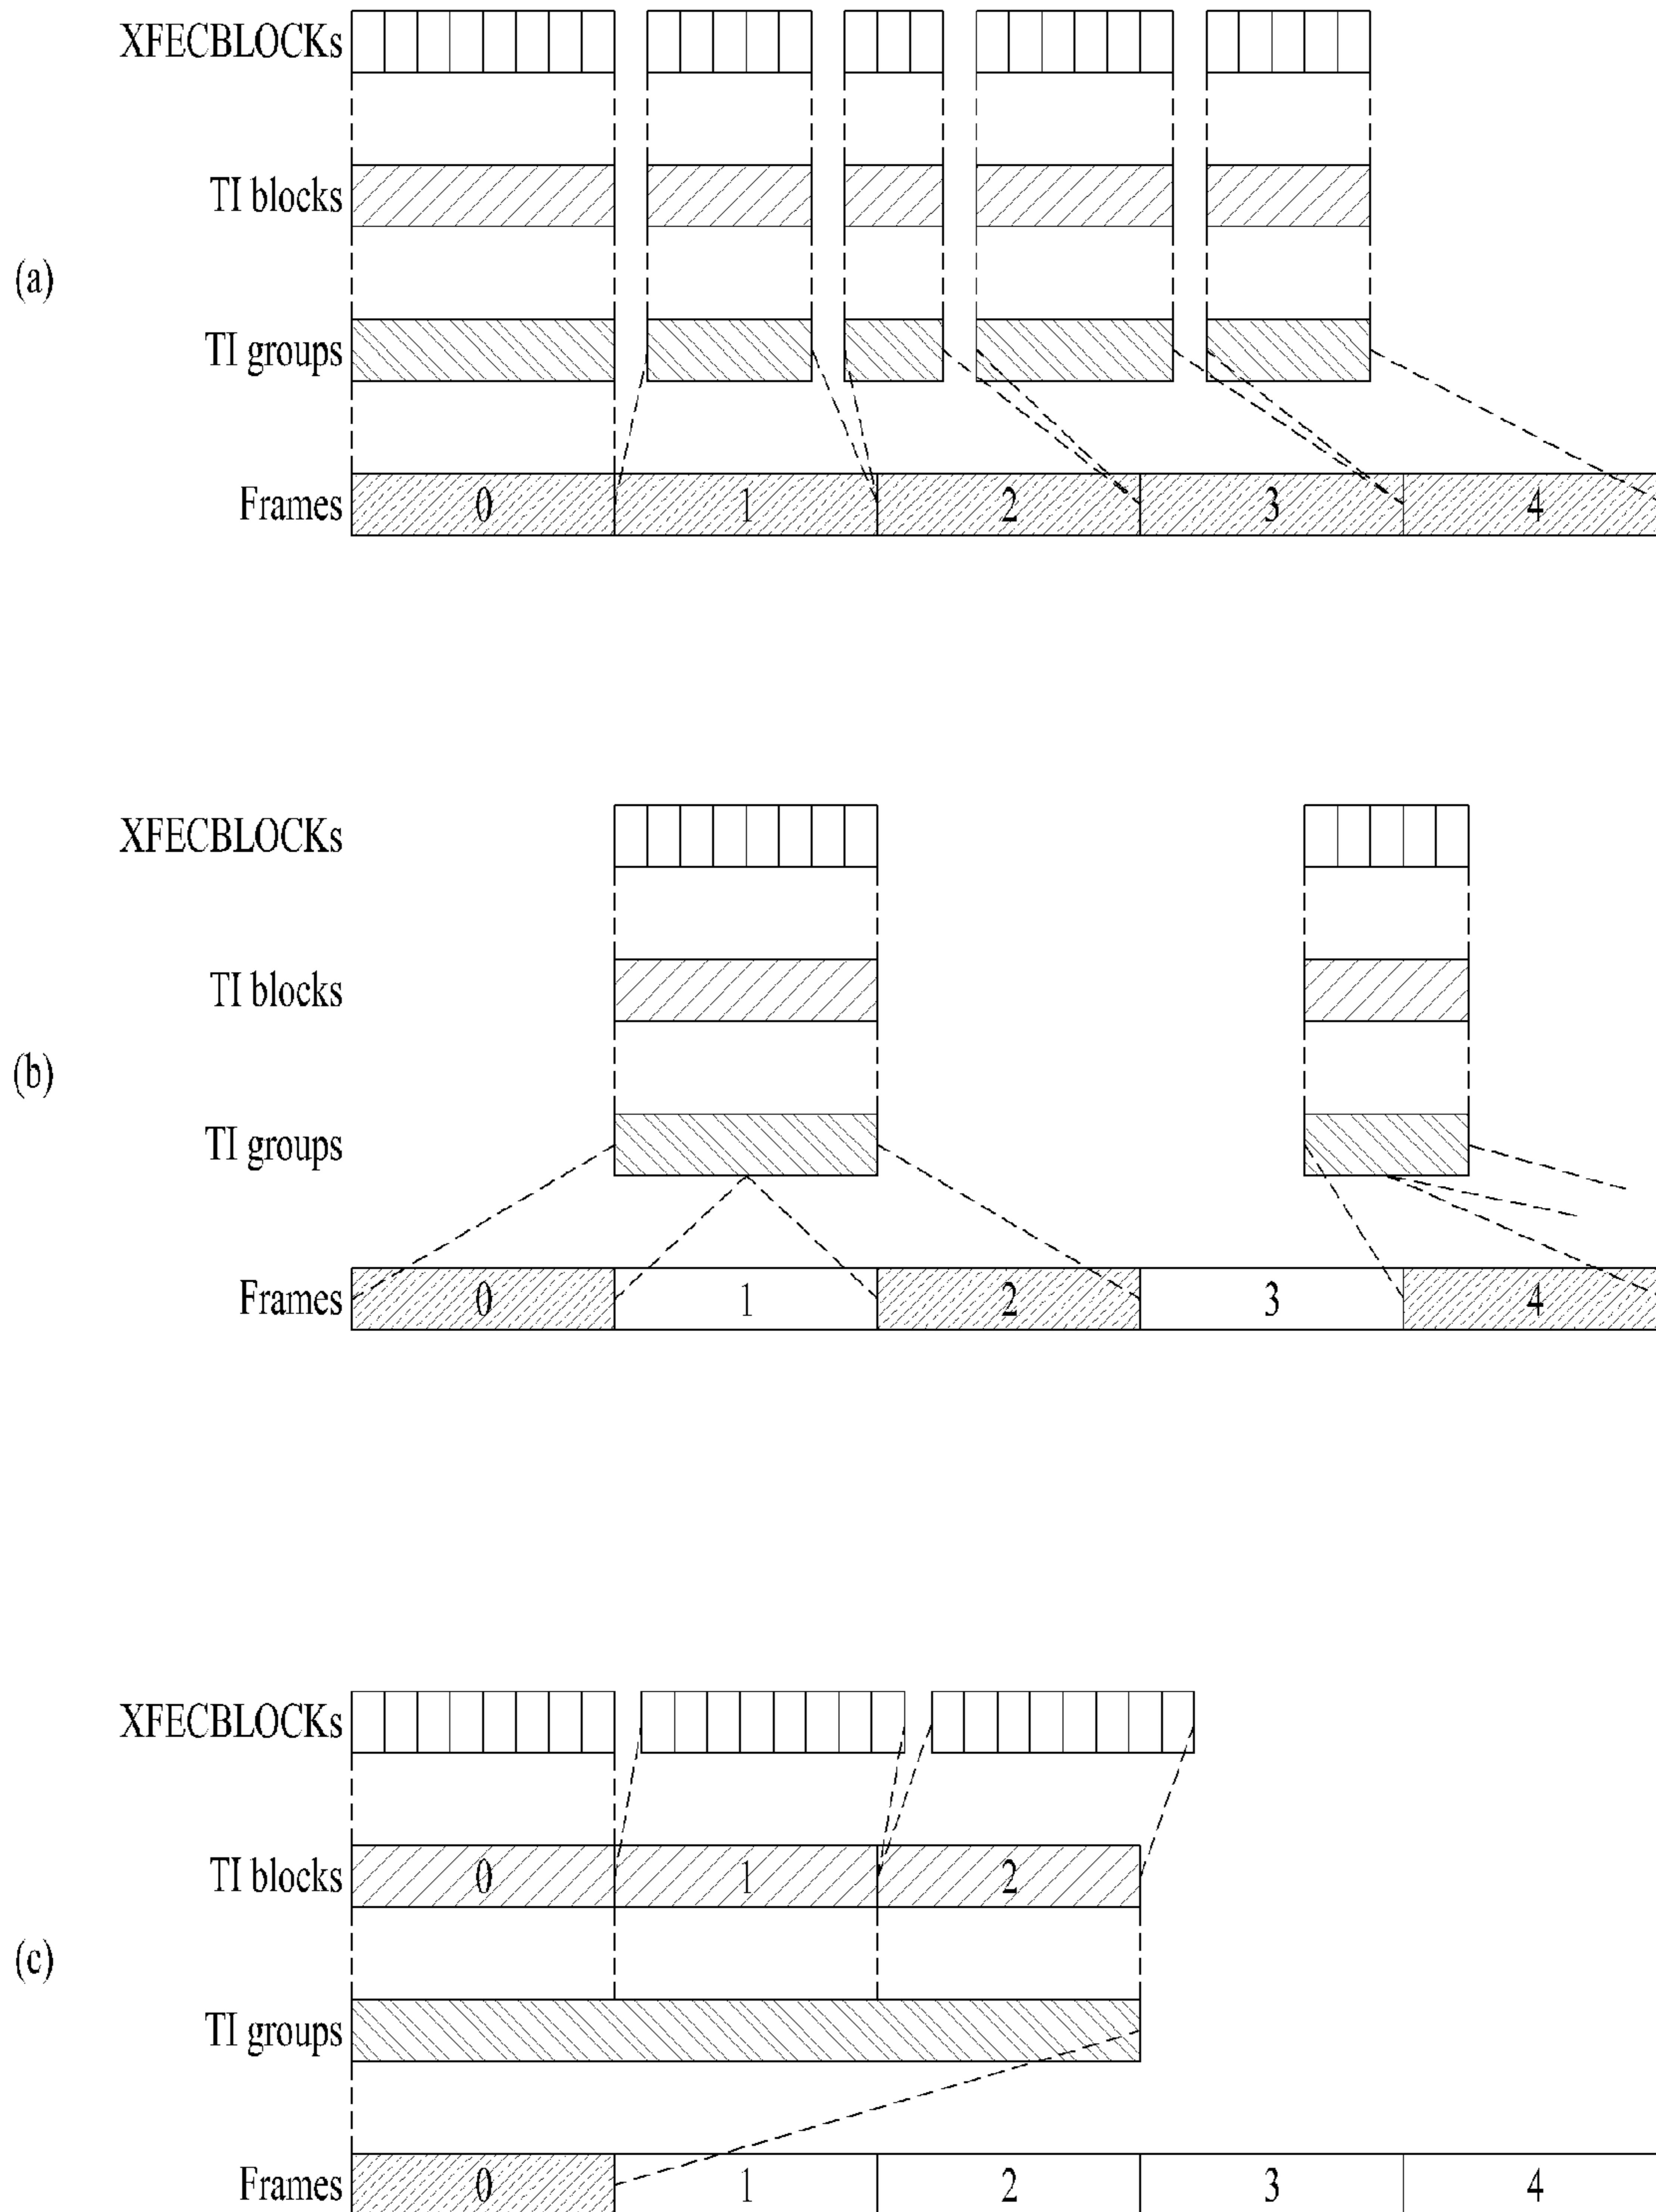 XFECBLOCKs
TI blocks
(a)
TI groups
Frames 0 1 2 3 4
XFECBLOCKs
TI blocks
(b)
TI groups
Frames 0 1 2 3 4
XFECBLOCKs
TI blocks 0 1 2
(c)
TI groups
Frames 0 1 2 3 4